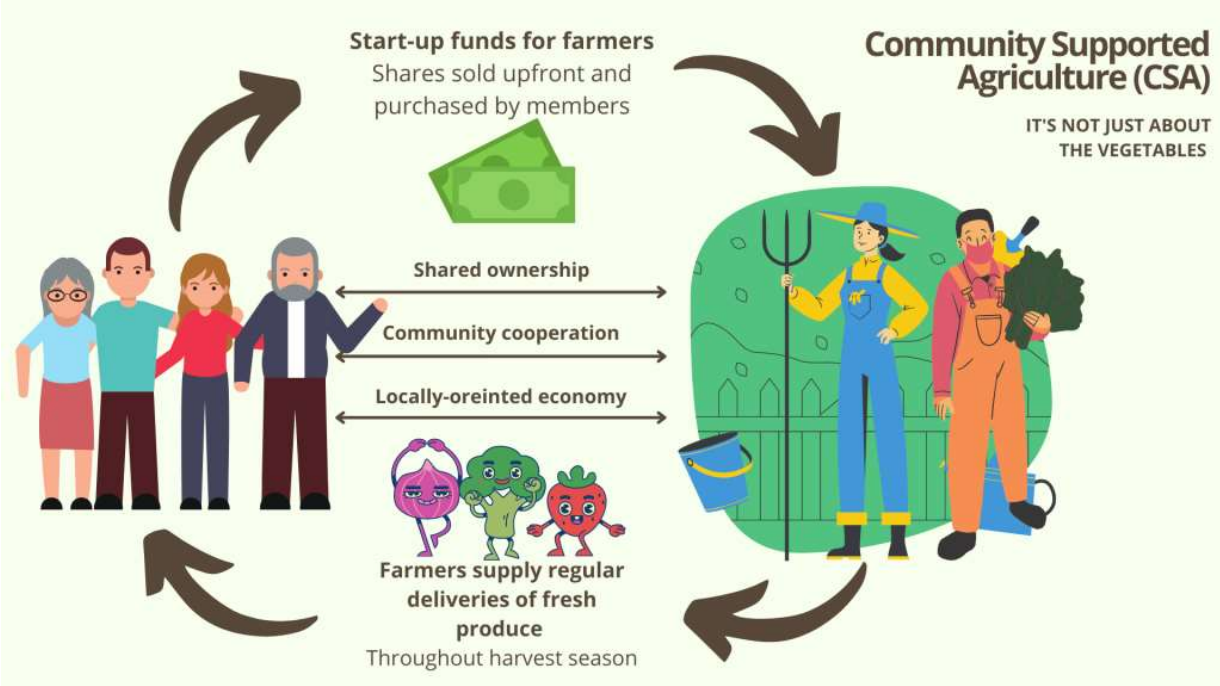 Community Supported
Agriculture (CSA)
IT'S NOT JUST ABOUT
THE VEGETABLES
Start-up funds for farmers
Shares sold upfront and
purchased by members
Shared ownership
Community cooperation
Locally-oreinted economy
Farmers supply regular
deliveries of fresh
produce
Throughout harvest season